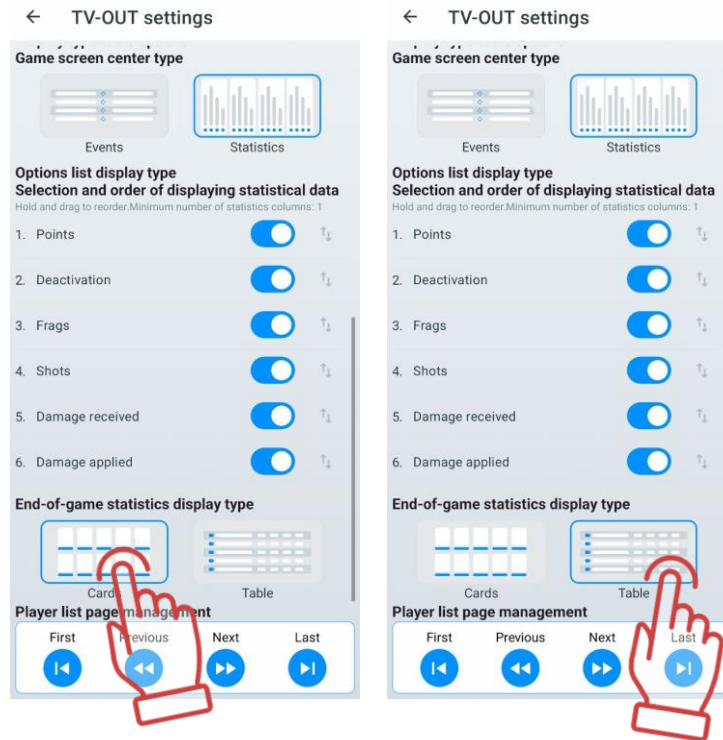 TV-OUT settings
Game screen center type
Events Statistics
Options list display type
Selection and order of displaying statistical data
Hold and drag to reorder.Minimum number of statistics columns: 1
1. Points
2. Deactivation
3. Frags
4. Shots
5. Damage received
6. Damage applied
End-of-game statistics display type
Cards Table
Player list page management
First Previous Next Last
TV-OUT settings
Game screen center type
Events Statistics
Options list display type
Selection and order of displaying statistical data
Hold and drag to reorder.Minimum number of statistics columns: 1
1. Points
2. Deactivation
3. Frags
4. Shots
5. Damage received
6. Damage applied
End-of-game statistics display type
Cards Table
Player list page management
First Previous Next Last